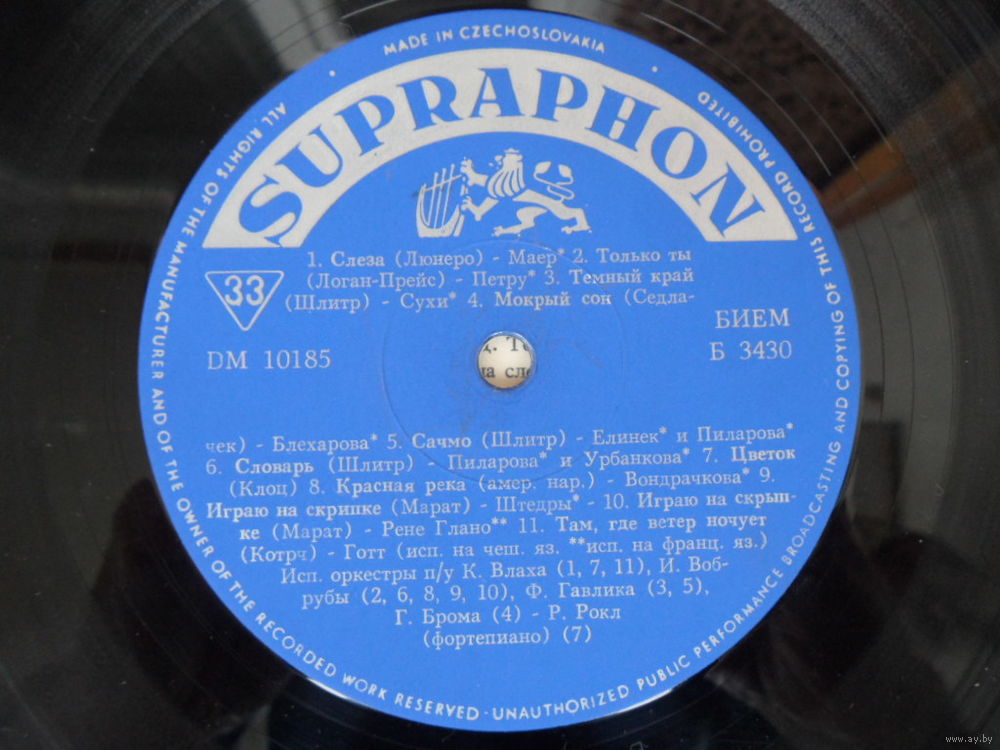 MADE IN CZECHOSLOVAKIA
SUPRAPHON
1. Слеза (Люнеро) - Маер* 2. Только ты
(Логан-Прейс) - Петру* 3. Темный край
(Щлитр) - Сухи* 4. Мокрый сон (Седла-
33
БИЕМ
DM 10185
Б 3430
чек) - Блехарова* 5. Сачмо (Шлитр) - Елинек* и Пиларова*
6. Словарь (Шлитр) - Пиларова* и Урбанкова* 7. Цветок
(Клоц) 8. Красная река (амер. нар.) - Вондрачкова* 9.
Играю на скрипке (Марат) - Штедры* - 10. Играю на скрып-
ке (Марат) - Рене Глано** 11. Там, где ветер ночует
(Котрч) - Готт (исп. на чеш. яз. **исп. на франц. яз.)
Исп. оркестры п/у К. Влаха (1, 7, 11), И. Воб-
рубы (2, 6, 8, 9, 10), Ф. Гавлика (3, 5),
Г. Брома (4) - Р. Рокл
(фортепиано) (7)
ALL RIGHTS OF THE MANUFACTURER AND OF THE OWNER OF THE RECORDED WORK RESERVED · UNAUTHORIZED PUBLIC PERFORMANCE BROADCASTING AND COPYING OF THIS RECORD PROHIBITED
www.ay.by